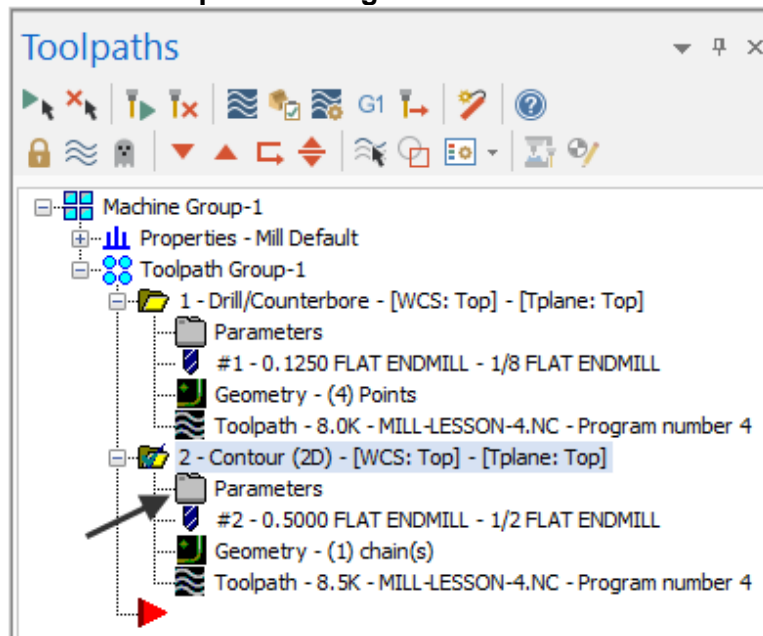 Toolpaths
G1
Machine Group-1
Properties - Mill Default
Toolpath Group-1
1 - Drill/Counterbore - [WCS: Top] - [Tplane: Top]
Parameters
#1 - 0.1250 FLAT ENDMILL - 1/8 FLAT ENDMILL
Geometry - (4) Points
Toolpath - 8.0K - MILL-LESSON-4.NC - Program number 4
2 - Contour (2D) - [WCS: Top] - [Tplane: Top]
Parameters
#2 - 0.5000 FLAT ENDMILL - 1/2 FLAT ENDMILL
Geometry - (1) chain(s)
Toolpath - 8.5K - MILL-LESSON-4.NC - Program number 4